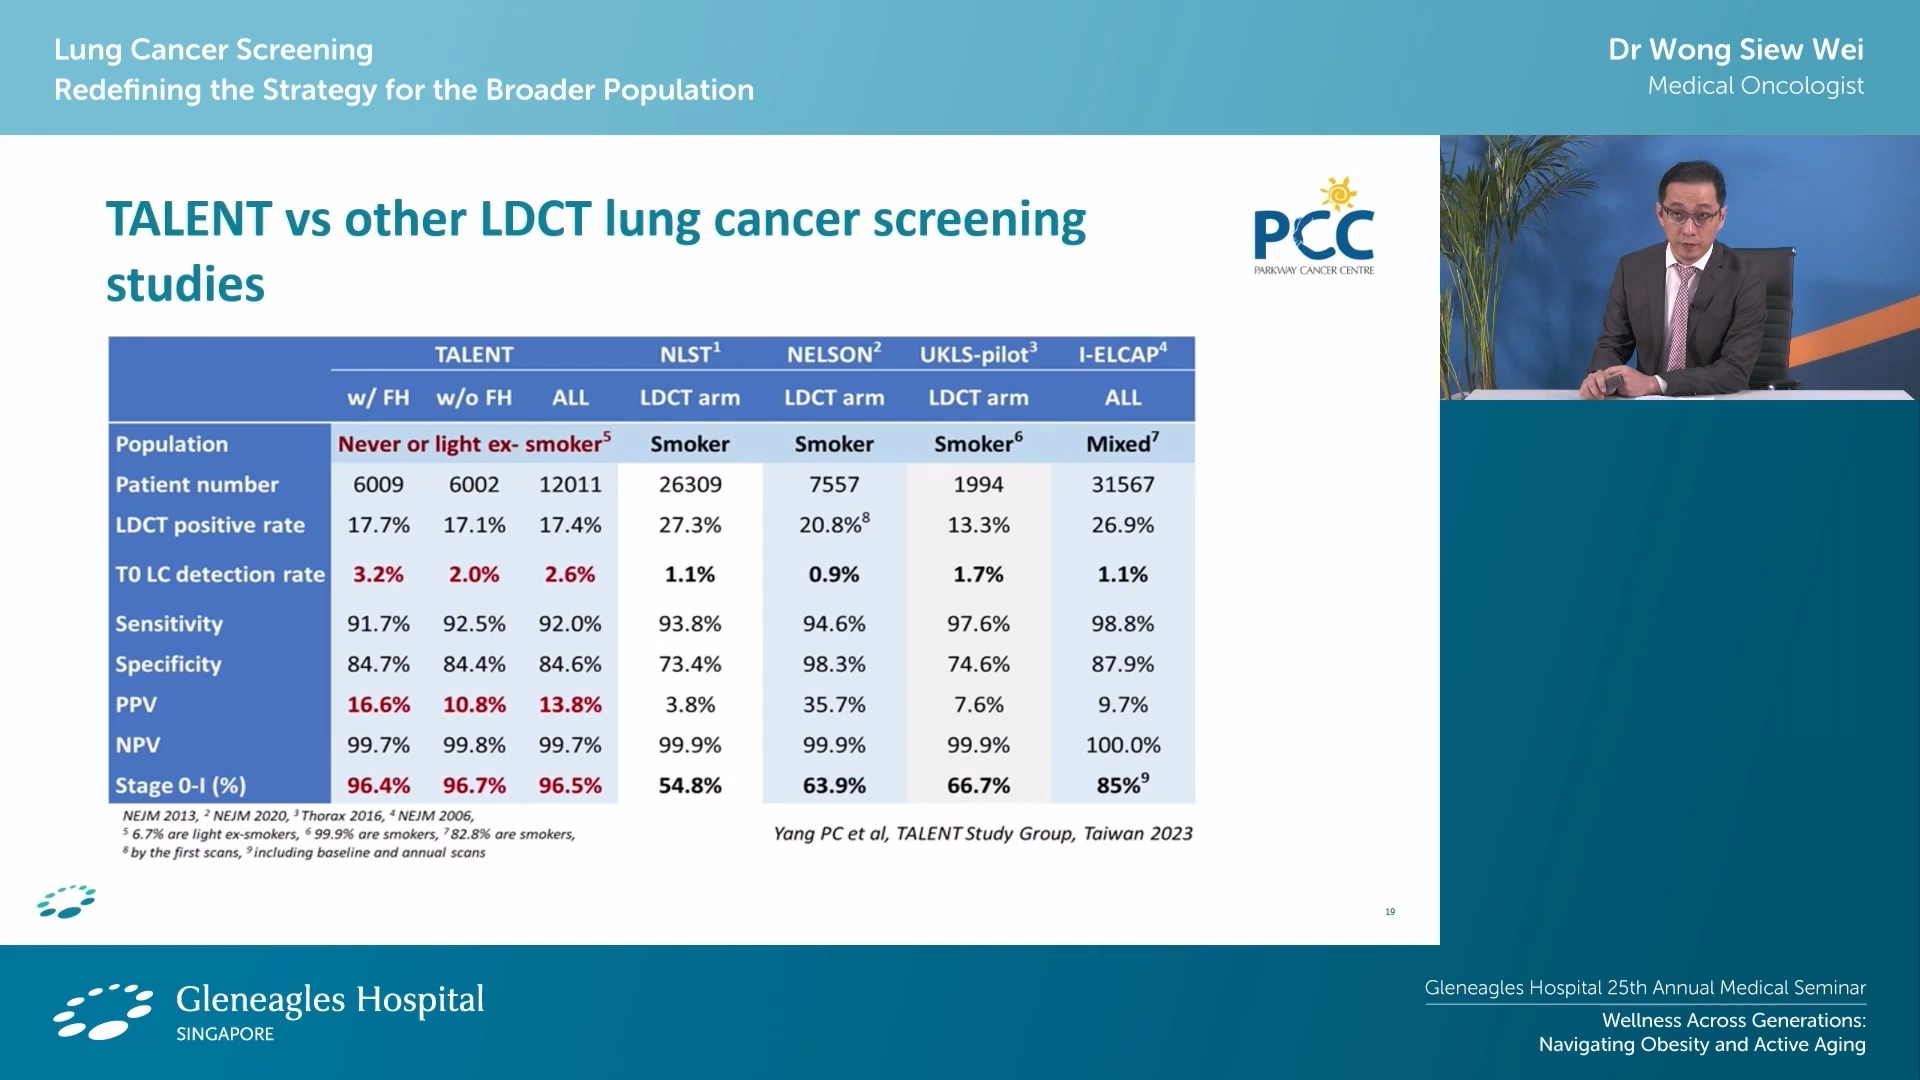 Lung Cancer Screening
Redefining the Strategy for the Broader Population
Dr Wong Siew Wei
Medical Oncologist
TALENT vs other LDCT lung cancer screening
studies
PCC
PARKWAY CANCER CENTRE
TALENT NLST1 NELSON2 UKLS-pilot3 I-ELCAP4
w/ FH w/o FH ALL LDCT arm LDCT arm LDCT arm ALL
Population Never or light ex- smoker5 Smoker Smoker Smoker6 Mixed7
Patient number 6009 6002 12011 26309 7557 1994 31567
LDCT positive rate 17.7% 17.1% 17.4% 27.3% 20.8%8 13.3% 26.9%
T0 LC detection rate 3.2% 2.0% 2.6% 1.1% 0.9% 1.7% 1.1%
Sensitivity 91.7% 92.5% 92.0% 93.8% 94.6% 97.6% 98.8%
Specificity 84.7% 84.4% 84.6% 73.4% 98.3% 74.6% 87.9%
PPV 16.6% 10.8% 13.8% 3.8% 35.7% 7.6% 9.7%
NPV 99.7% 99.8% 99.7% 99.9% 99.9% 99.9% 100.0%
Stage 0-I (%) 96.4% 96.7% 96.5% 54.8% 63.9% 66.7% 85%9
NEJM 2013, 2 NEJM 2020, 3 Thorax 2016, 4 NEJM 2006,
5 6.7% are light ex-smokers, 6 99.9% are smokers, 7 82.8% are smokers,
8 by the first scans, 9 including baseline and annual scans
Yang PC et al, TALENT Study Group, Taiwan 2023
19
Gleneagles Hospital
SINGAPORE
Gleneagles Hospital 25th Annual Medical Seminar
Wellness Across Generations:
Navigating Obesity and Active Aging